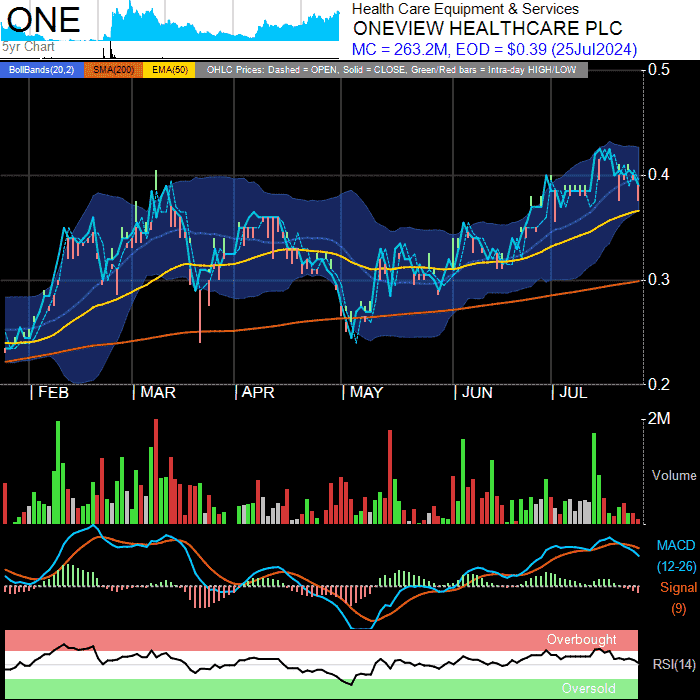 ONE
5yr Chart
Health Care Equipment & Services
ONEVIEW HEALTHCARE PLC
MC = 263.2M, EOD = $0.39 (25Jul2024)
BollBands(20,2) SMA(200) EMA(50) OHLC Prices: Dashed = OPEN, Solid = CLOSE, Green/Red bars = Intra-day HIGH/LOW
0.5
0.4
0.3
0.2
FEB MAR APR MAY JUN JUL
2M
Volume
MACD
(12-26)
Signal
(9)
Overbought
RSI(14)
Oversold